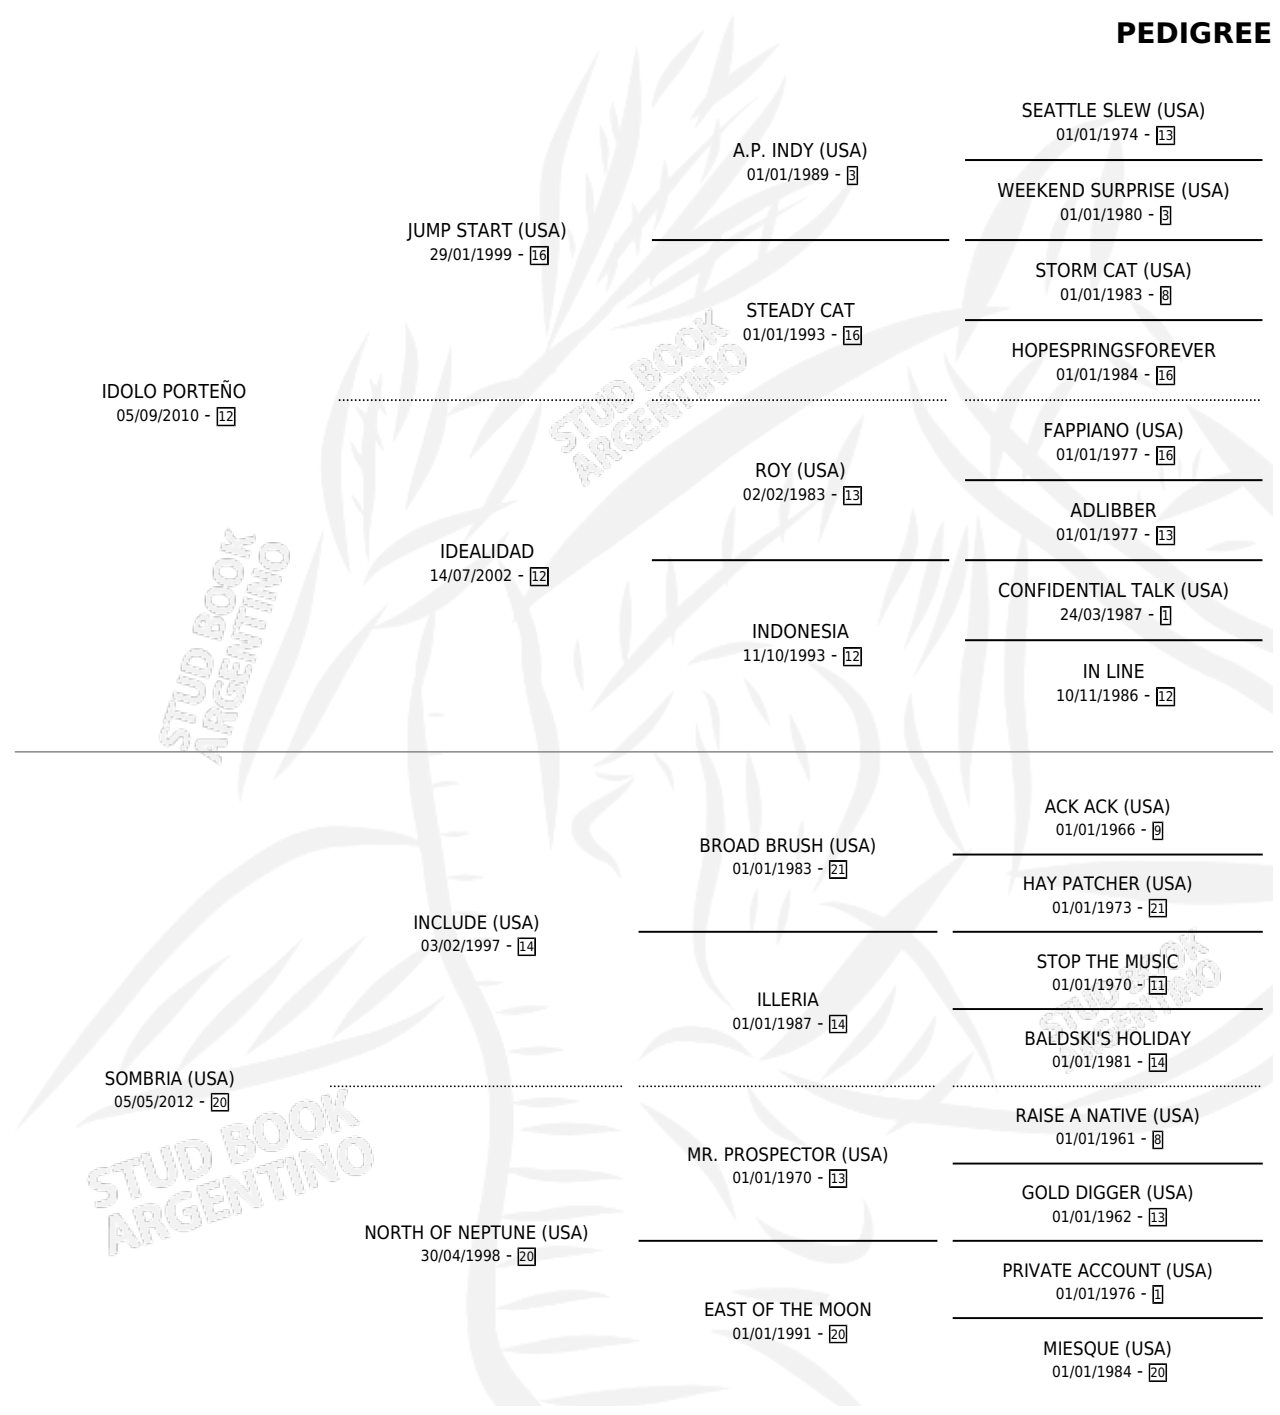 PEDIGREE
SEATTLE SLEW (USA)
01/01/1974 - 13
A.P. INDY (USA)
01/01/1989 - 3
WEEKEND SURPRISE (USA)
01/01/1980 - 3
JUMP START (USA)
29/01/1999 - 16
STORM CAT (USA)
01/01/1983 - 8
STEADY CAT
01/01/1993 - 16
HOPESPRINGSFOREVER
01/01/1984 - 16
IDOLO PORTEÑO
05/09/2010 - 12
STUD BOOK
ARGENTINO
FAPPIANO (USA)
01/01/1977 - 16
ROY (USA)
02/02/1983 - 13
ADLIBBER
01/01/1977 - 13
IDEALIDAD
14/07/2002 - 12
CONFIDENTIAL TALK (USA)
24/03/1987 - 1
INDONESIA
11/10/1993 - 12
IN LINE
10/11/1986 - 12
STUD BOOK
ARGENTINO
ACK ACK (USA)
01/01/1966 - 9
BROAD BRUSH (USA)
01/01/1983 - 21
HAY PATCHER (USA)
01/01/1973 - 21
INCLUDE (USA)
03/02/1997 - 14
STOP THE MUSIC
01/01/1970 - 11
ILLERIA
01/01/1987 - 14
BALDSKI'S HOLIDAY
01/01/1981 - 14
STUD BOOK
ARGENTINO
SOMBRIA (USA)
05/05/2012 - 20
RAISE A NATIVE (USA)
01/01/1961 - 8
MR. PROSPECTOR (USA)
01/01/1970 - 13
GOLD DIGGER (USA)
01/01/1962 - 13
STUD BOOK
ARGENTINO
NORTH OF NEPTUNE (USA)
30/04/1998 - 20
PRIVATE ACCOUNT (USA)
01/01/1976 - 1
EAST OF THE MOON
01/01/1991 - 20
MIESQUE (USA)
01/01/1984 - 20